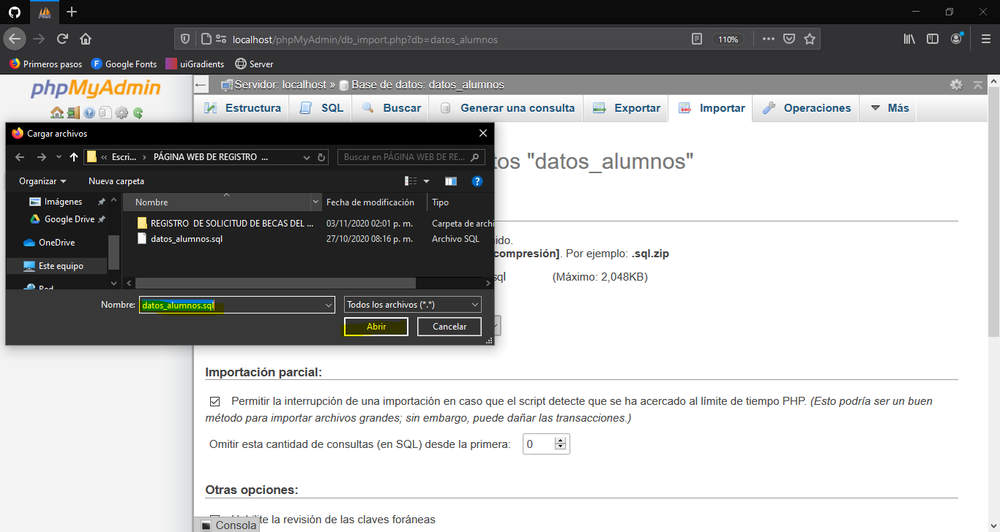 localhost/phpMyAdmin/db_import.php?db=datos_alumnos
110%
Primeros pasos
Google Fonts
uiGradients
Server
phpMyAdmin
Servidor: localhost » Base de datos: datos_alumnos
Estructura
SQL
Buscar
Generar una consulta
Exportar
Importar
Operaciones
Más
Cargar archivos
« Escri... › PÁGINA WEB DE REGISTRO ...
Buscar en PÁGINA WEB DE RE...
Organizar
Nueva carpeta
Imágenes
Google Drive
OneDrive
Este equipo
Red
Nombre
Fecha de modificación
Tipo
REGISTRO DE SOLICITUD DE BECAS DEL ...
03/11/2020 02:01 p. m.
Carpeta de archi
datos_alumnos.sql
27/10/2020 08:16 p. m.
Archivo SQL
Nombre:
datos_alumnos.sql
Todos los archivos (*.*)
Abrir
Cancelar
tos "datos_alumnos"
ido.
compresión]. Por ejemplo: .sql.zip
sql
(Máximo: 2,048KB)
Importación parcial:
Permitir la interrupción de una importación en caso que el script detecte que se ha acercado al límite de tiempo PHP. (Esto podría ser un buen
método para importar archivos grandes; sin embargo, puede dañar las transacciones.)
Omitir esta cantidad de consultas (en SQL) desde la primera:
0
Otras opciones:
la revisión de las claves foráneas
Consola